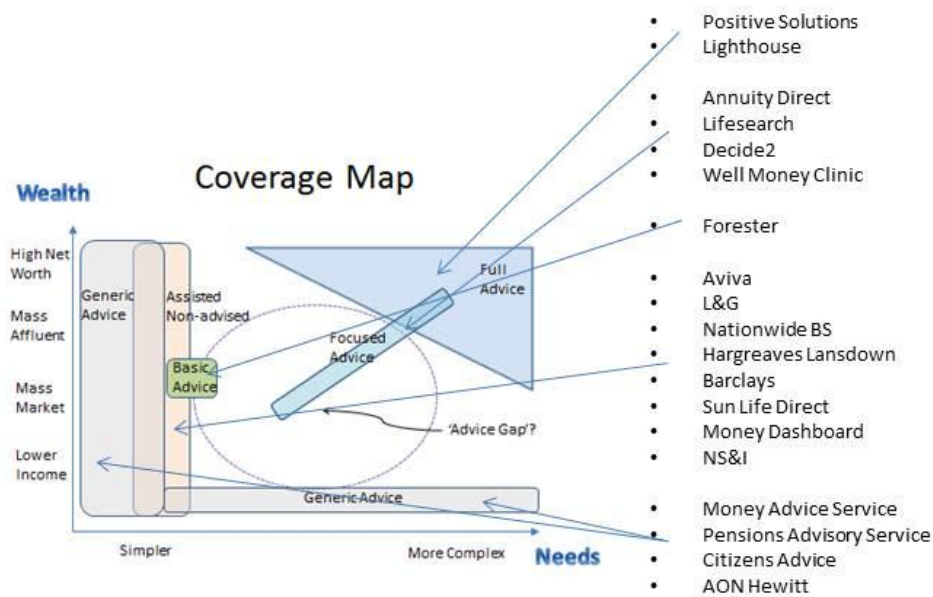 Coverage Map
Wealth
High Net
Worth
Mass
Affluent
Mass
Market
Lower
Income
Generic
Advice
Assisted
Non-advised
Basic
Advice
Focused
Advice
Full
Advice
'Advice Gap'?
Generic Advice
Simpler
More Complex
Needs
• Positive Solutions
• Lighthouse
• Annuity Direct
• Lifesearch
• Decide2
• Well Money Clinic
• Forester
• Aviva
• L&G
• Nationwide BS
• Hargreaves Lansdown
• Barclays
• Sun Life Direct
• Money Dashboard
• NS&I
• Money Advice Service
• Pensions Advisory Service
• Citizens Advice
• AON Hewitt